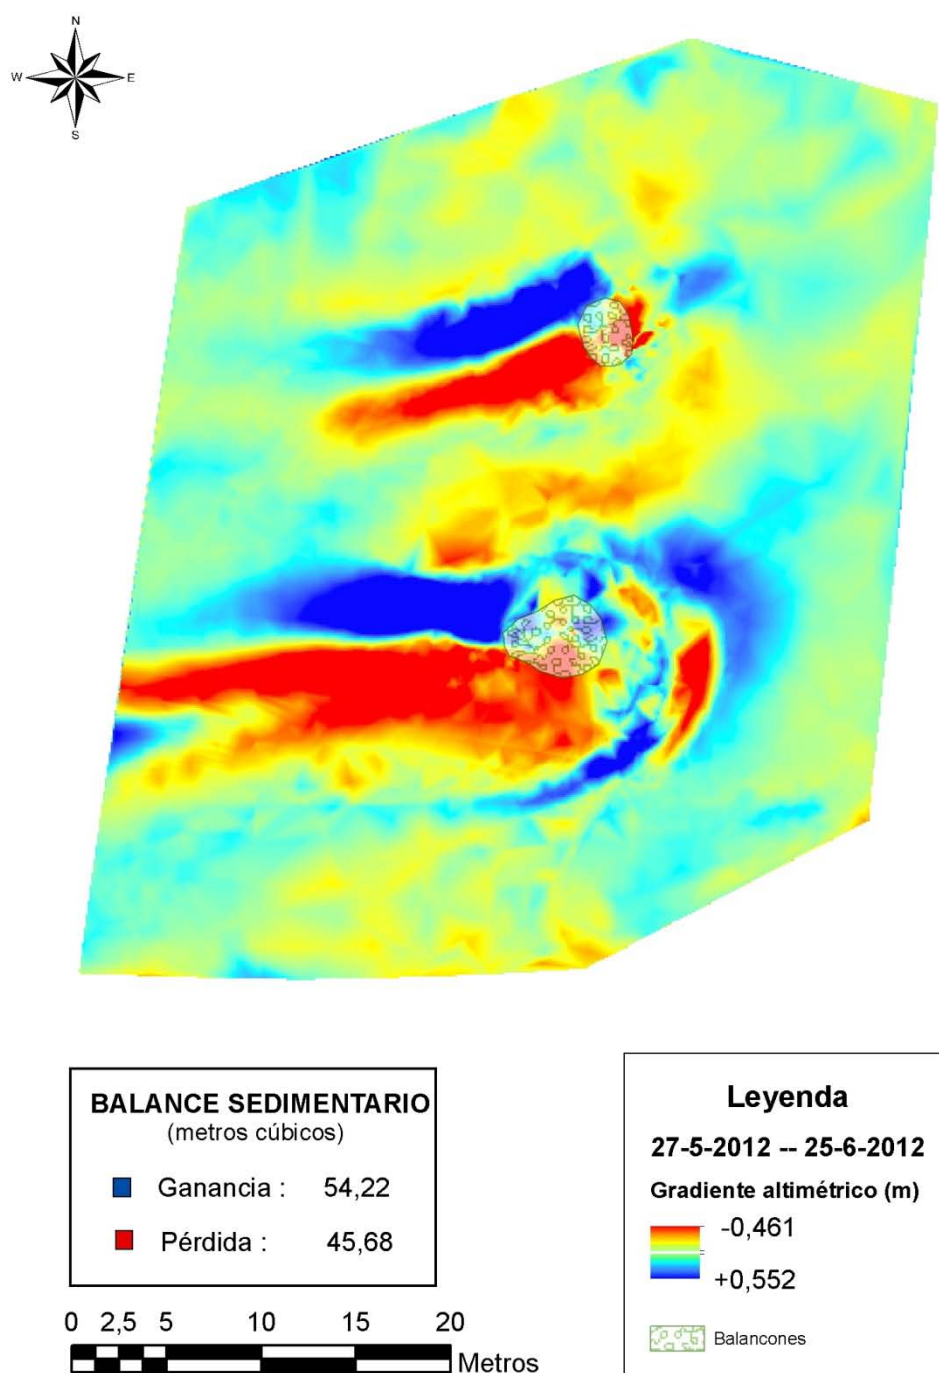 N
W E
S
BALANCE SEDIMENTARIO
(metros cúbicos)
Ganancia : 54,22
Pérdida : 45,68
0 2,5 5 10 15 20
Metros
Leyenda
27-5-2012 -- 25-6-2012
Gradiente altimétrico (m)
-0,461
+0,552
Balancones